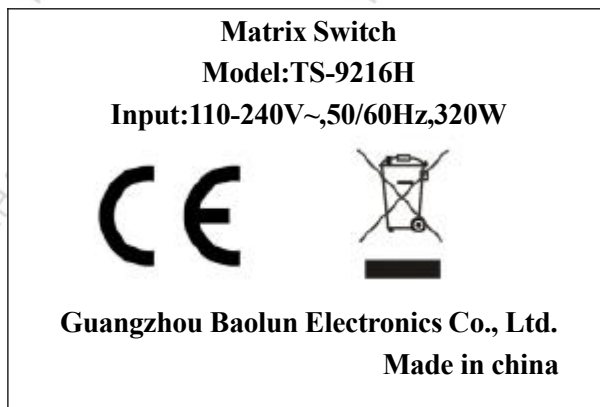 Matrix Switch
Model:TS-9216H
Input:110-240V~,50/60Hz,320W
CE
Guangzhou Baolun Electronics Co., Ltd.
Made in china